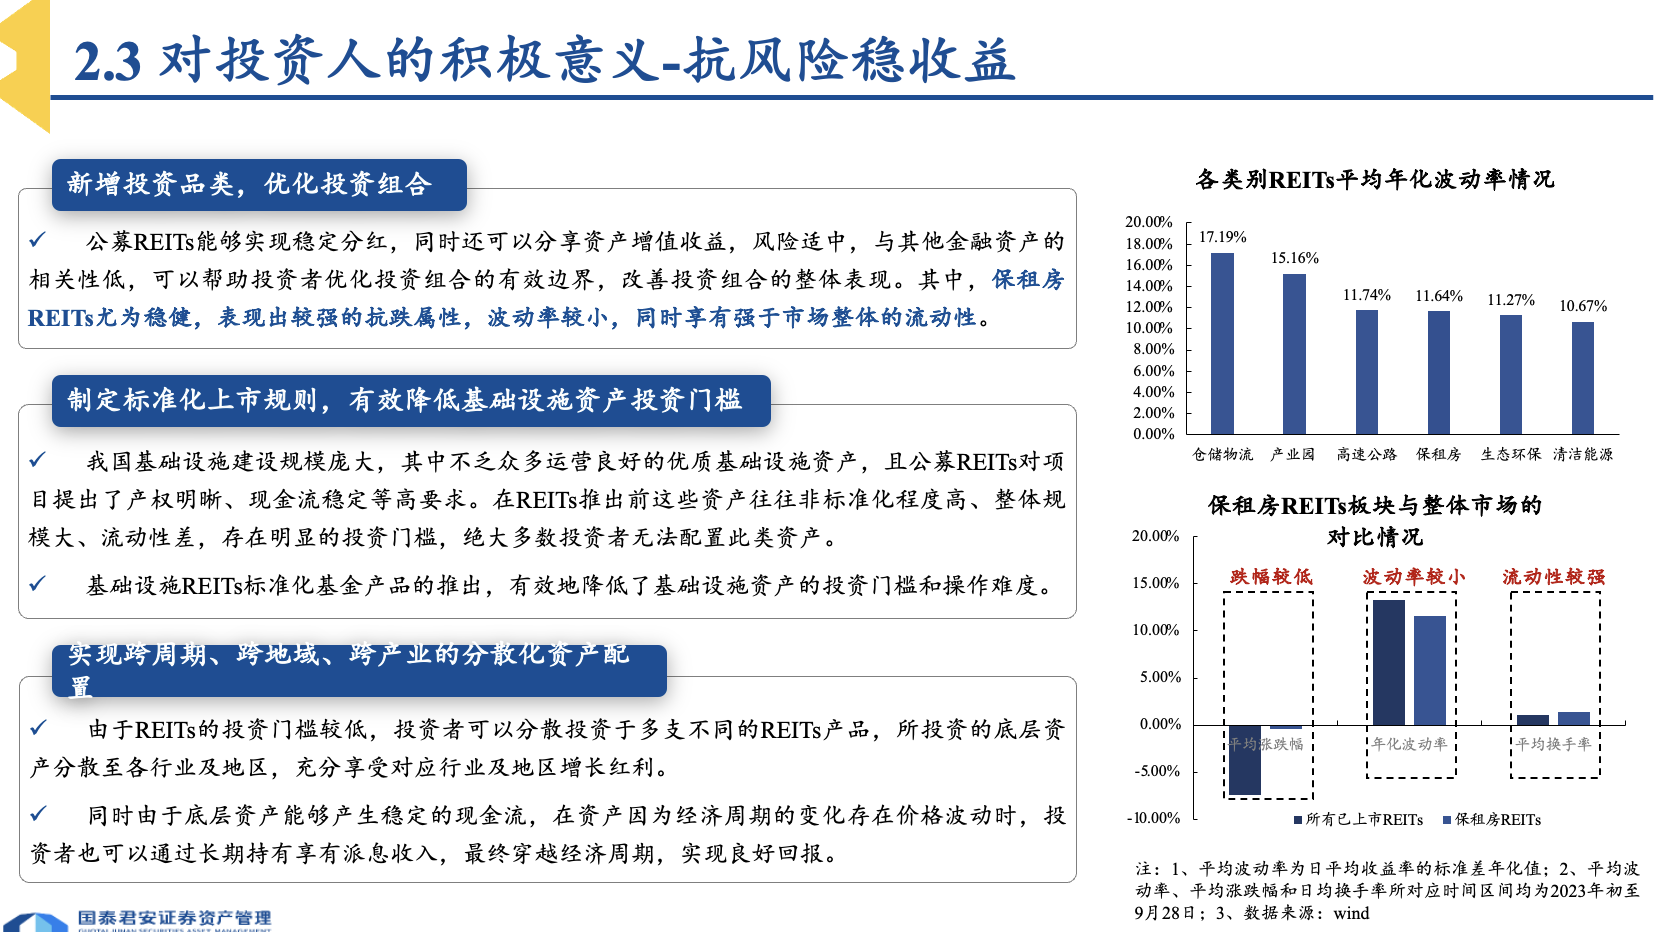 2.3 对投资人的积极意义-抗风险稳收益
新增投资品类，优化投资组合
✓ 公募REITs能够实现稳定分红，同时还可以分享资产增值收益，风险适中，与其他金融资产的
相关性低，可以帮助投资者优化投资组合的有效边界，改善投资组合的整体表现。其中，保租房
REITs尤为稳健，表现出较强的抗跌属性，波动率较小，同时享有强于市场整体的流动性。
制定标准化上市规则，有效降低基础设施资产投资门槛
✓ 我国基础设施建设规模庞大，其中不乏众多运营良好的优质基础设施资产，且公募REITs对项
目提出了产权明晰、现金流稳定等高要求。在REITs推出前这些资产往往非标准化程度高、整体规
模大、流动性差，存在明显的投资门槛，绝大多数投资者无法配置此类资产。
✓ 基础设施REITs标准化基金产品的推出，有效地降低了基础设施资产的投资门槛和操作难度。
实现跨周期、跨地域、跨产业的分散化资产配
置
✓ 由于REITs的投资门槛较低，投资者可以分散投资于多支不同的REITs产品，所投资的底层资
产分散至各行业及地区，充分享受对应行业及地区增长红利。
✓ 同时由于底层资产能够产生稳定的现金流，在资产因为经济周期的变化存在价格波动时，投
资者也可以通过长期持有享有派息收入，最终穿越经济周期，实现良好回报。
各类别REITs平均年化波动率情况
20.00%
18.00%
16.00%
14.00%
12.00%
10.00%
8.00%
6.00%
4.00%
2.00%
0.00%
17.19%
15.16%
11.74%
11.64%
11.27%
10.67%
仓储物流 产业园 高速公路 保租房 生态环保 清洁能源
保租房REITs板块与整体市场的
对比情况
20.00%
15.00%
10.00%
5.00%
0.00%
-5.00%
-10.00%
跌幅较低 波动率较小 流动性较强
平均涨跌幅 年化波动率 平均换手率
所有已上市REITs 保租房REITs
注：1、平均波动率为日平均收益率的标准差年化值；2、平均波
动率、平均涨跌幅和日均换手率所对应时间区间均为2023年初至
9月28日；3、数据来源：wind
国泰君安证券资产管理
GUOTAI JUNAN SECURITIES ASSET MANAGEMENT